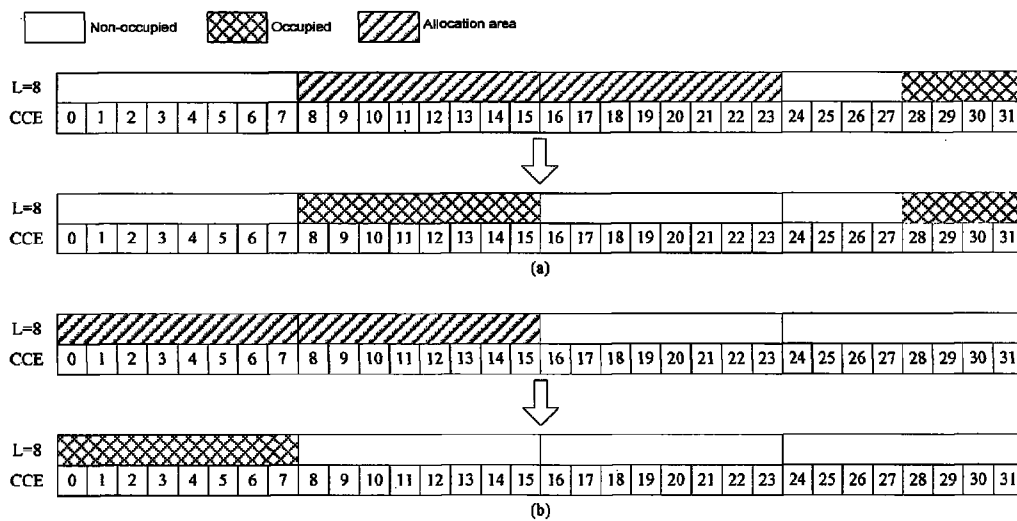 Non-occupied Occupied Allocation area
L=8
CCE 0 1 2 3 4 5 6 7 8 9 10 11 12 13 14 15 16 17 18 19 20 21 22 23 24 25 26 27 28 29 30 31
L=8
CCE 0 1 2 3 4 5 6 7 8 9 10 11 12 13 14 15 16 17 18 19 20 21 22 23 24 25 26 27 28 29 30 31
(a)
L=8
CCE 0 1 2 3 4 5 6 7 8 9 10 11 12 13 14 15 16 17 18 19 20 21 22 23 24 25 26 27 28 29 30 31
L=8
CCE 0 1 2 3 4 5 6 7 8 9 10 11 12 13 14 15 16 17 18 19 20 21 22 23 24 25 26 27 28 29 30 31
(b)